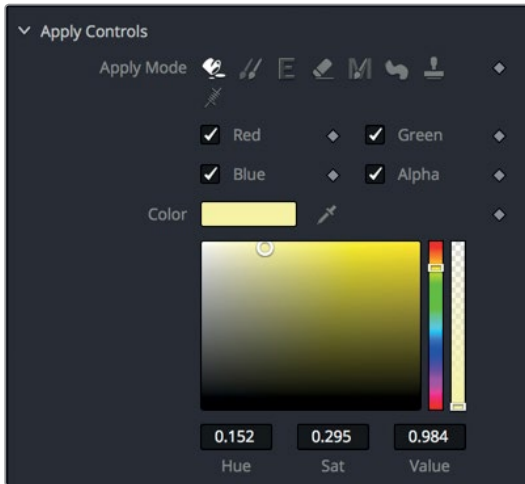 Apply Controls
Apply Mode E M
Red Green
Blue Alpha
Color
0.152 0.295 0.984
Hue Sat Value